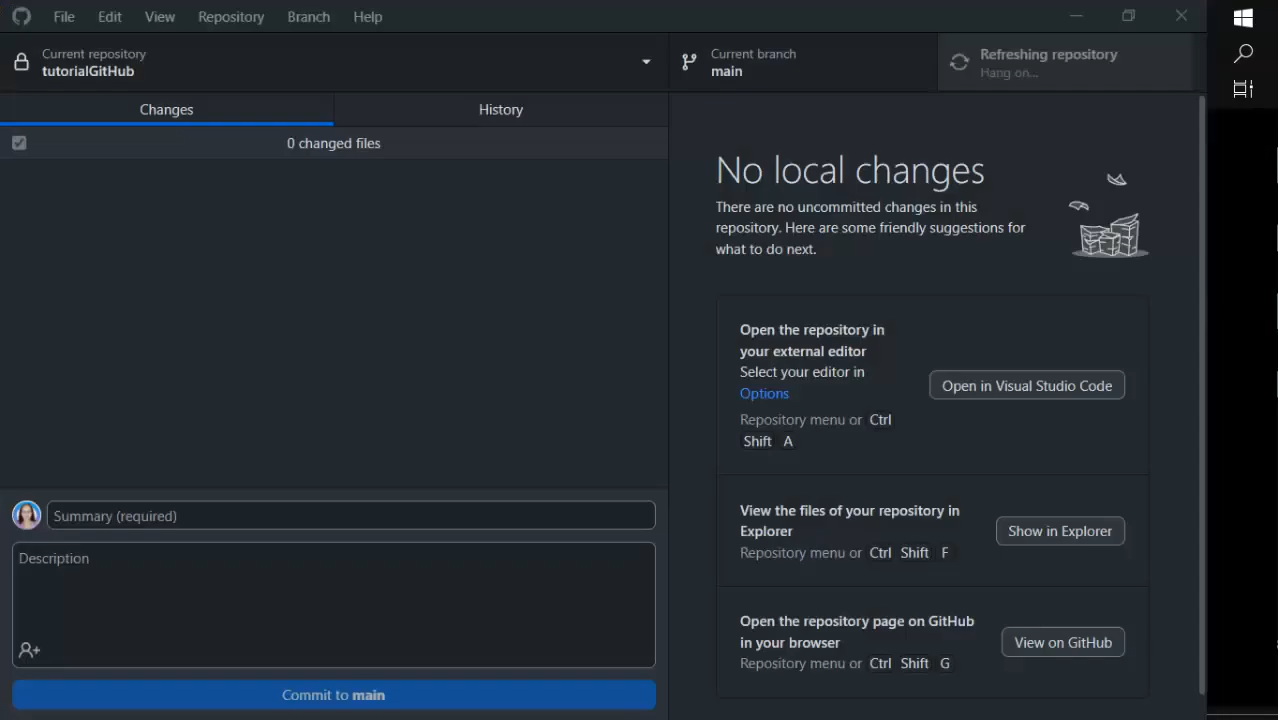 File Edit View Repository Branch Help
Current repository
tutorialGitHub
Current branch
main
Refreshing repository
Hang on...
Changes
History
0 changed files
No local changes
There are no uncommitted changes in this
repository. Here are some friendly suggestions for
what to do next.
Open the repository in
your external editor
Select your editor in
Options
Repository menu or Ctrl
Shift A
Open in Visual Studio Code
View the files of your repository in
Explorer
Repository menu or Ctrl Shift F
Show in Explorer
Open the repository page on GitHub
in your browser
Repository menu or Ctrl Shift G
View on GitHub
Summary (required)
Description
Commit to main